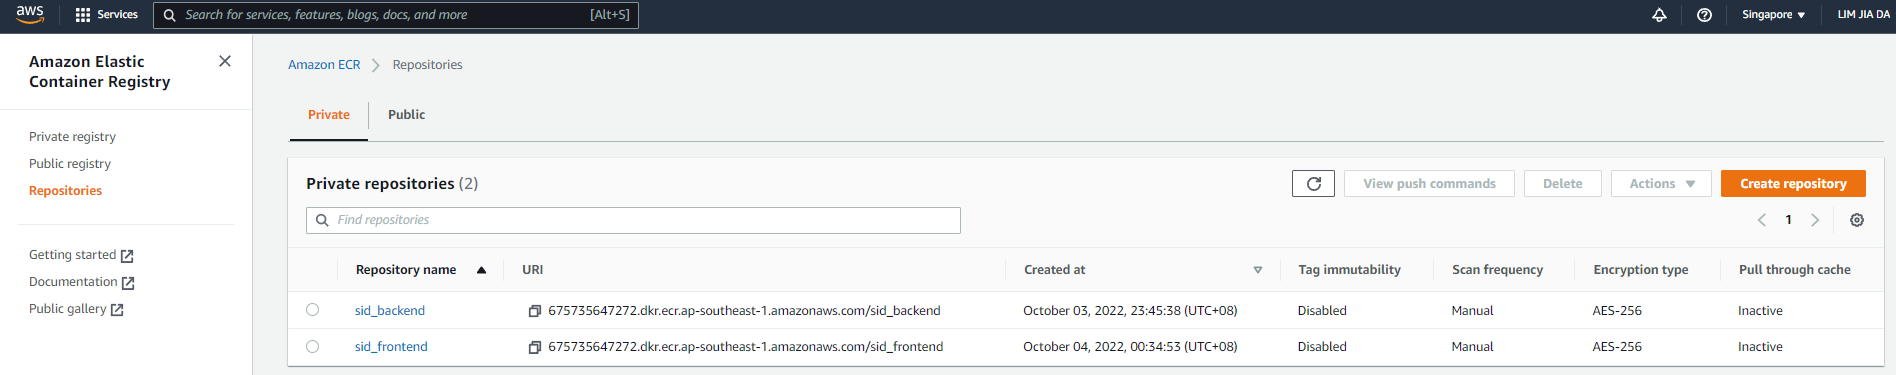 aws Services Search for services, features, blogs, docs, and more [Alt+S] Singapore LIM JIA DA
Amazon Elastic
Container Registry
Private registry
Public registry
Repositories
Getting started
Documentation
Public gallery
Amazon ECR Repositories
Private Public
Private repositories (2) View push commands Delete Actions Create repository
Find repositories 1
Repository name URI Created at Tag immutability Scan frequency Encryption type Pull through cache
sid_backend 675735647272.dkr.ecr.ap-southeast-1.amazonaws.com/sid_backend October 03, 2022, 23:45:38 (UTC+08) Disabled Manual AES-256 Inactive
sid_frontend 675735647272.dkr.ecr.ap-southeast-1.amazonaws.com/sid_frontend October 04, 2022, 00:34:53 (UTC+08) Disabled Manual AES-256 Inactive